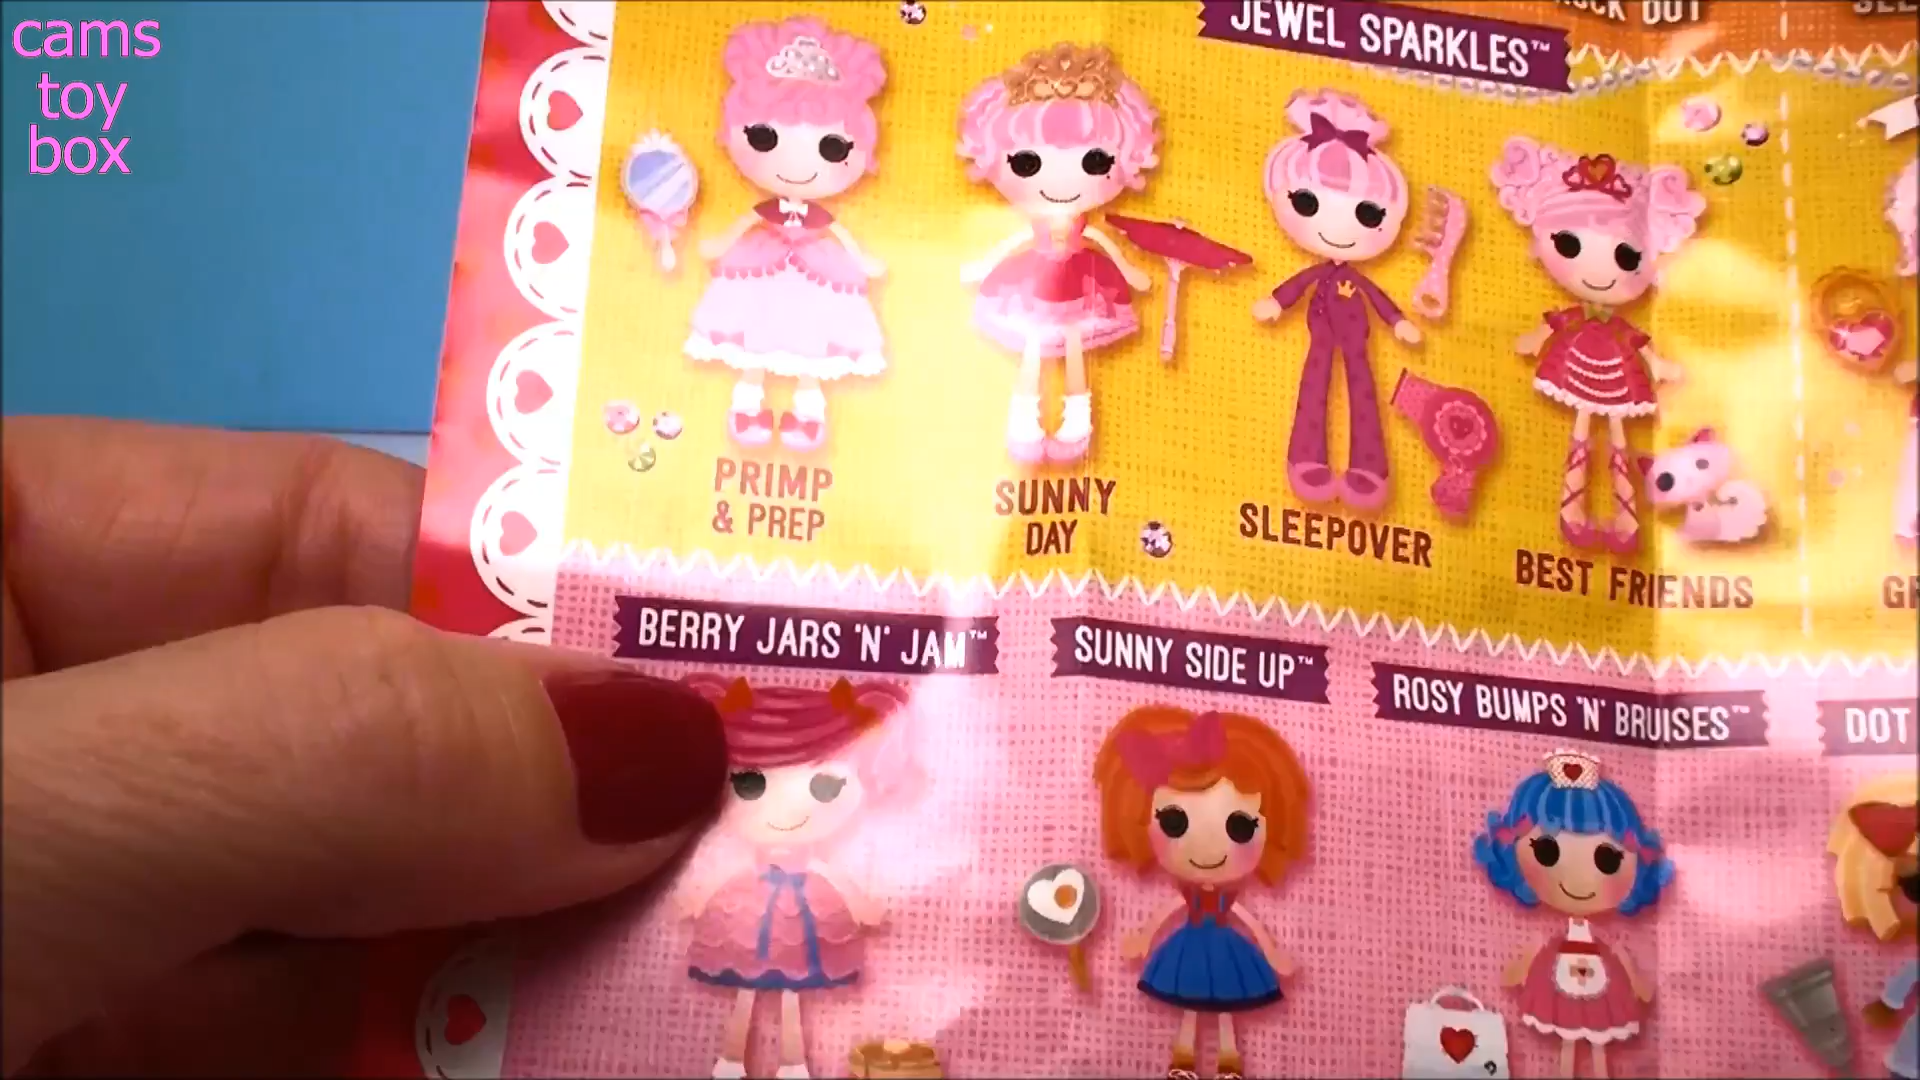 cams
toy
box
JEWEL SPARKLES™
PRIMP
& PREP
SUNNY
DAY
SLEEPOVER
BEST FRIENDS
BERRY JARS 'N' JAM™
SUNNY SIDE UP™
ROSY BUMPS 'N' BRUISES™
DOT